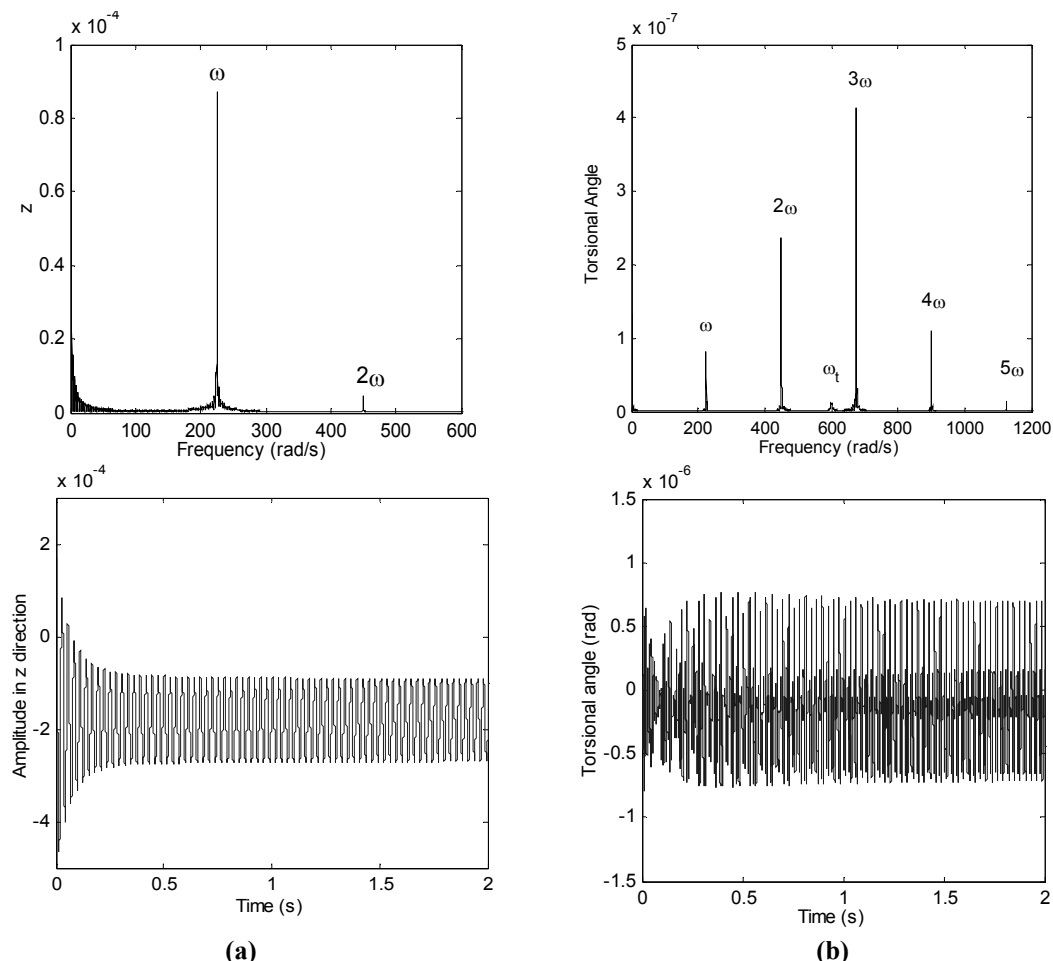 x 10⁻⁴
1
0.8
0.6
0.4
0.2
0
z
ω
2ω
0 100 200 300 400 500 600
Frequency (rad/s)
x 10⁻⁷
5
4
3
2
1
0
Torsional Angle
ω
2ω
ωₜ
3ω
4ω
5ω
0 200 400 600 800 1000 1200
Frequency (rad/s)
x 10⁻⁴
2
0
-2
-4
Amplitude in z direction
0 0.5 1 1.5 2
Time (s)
(a)
x 10⁻⁶
1.5
1
0.5
0
-0.5
-1
-1.5
Torsional angle (rad)
0 0.5 1 1.5 2
Time (s)
(b)